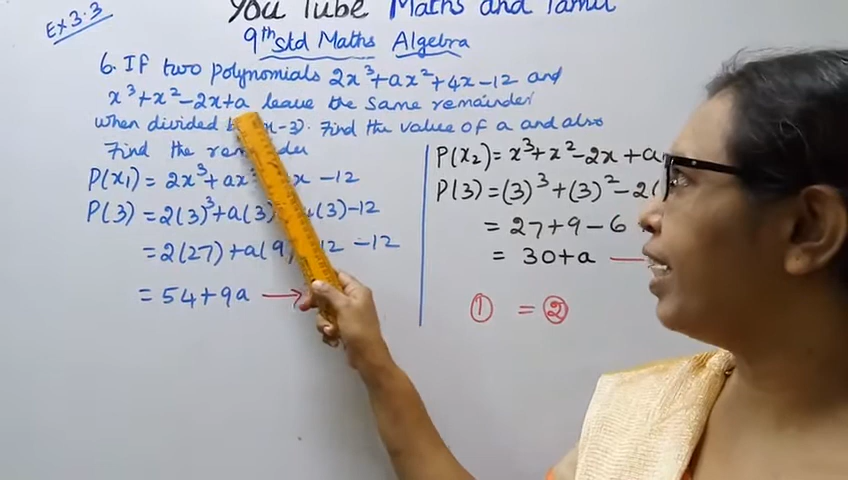 You Tube Maths and Tamil
Ex 3.3
9th Std Maths Algebra
6. If two polynomials 2x³+ax²+4x-12 and
x³+x²-2x+a leave the same remainder
when divided (x-3). Find the value of a and also
Find the
P(x₁) = 2x³+ax² x -12
P(3) = 2(3)³+a(3) 4(3)-12
= 2(27)+a(9) 12 -12
= 54+9a →
P(x₂) = x³+x²-2x+a
P(3) = (3)³+(3)²-2(
= 27+9-6
= 30+a
① = ②